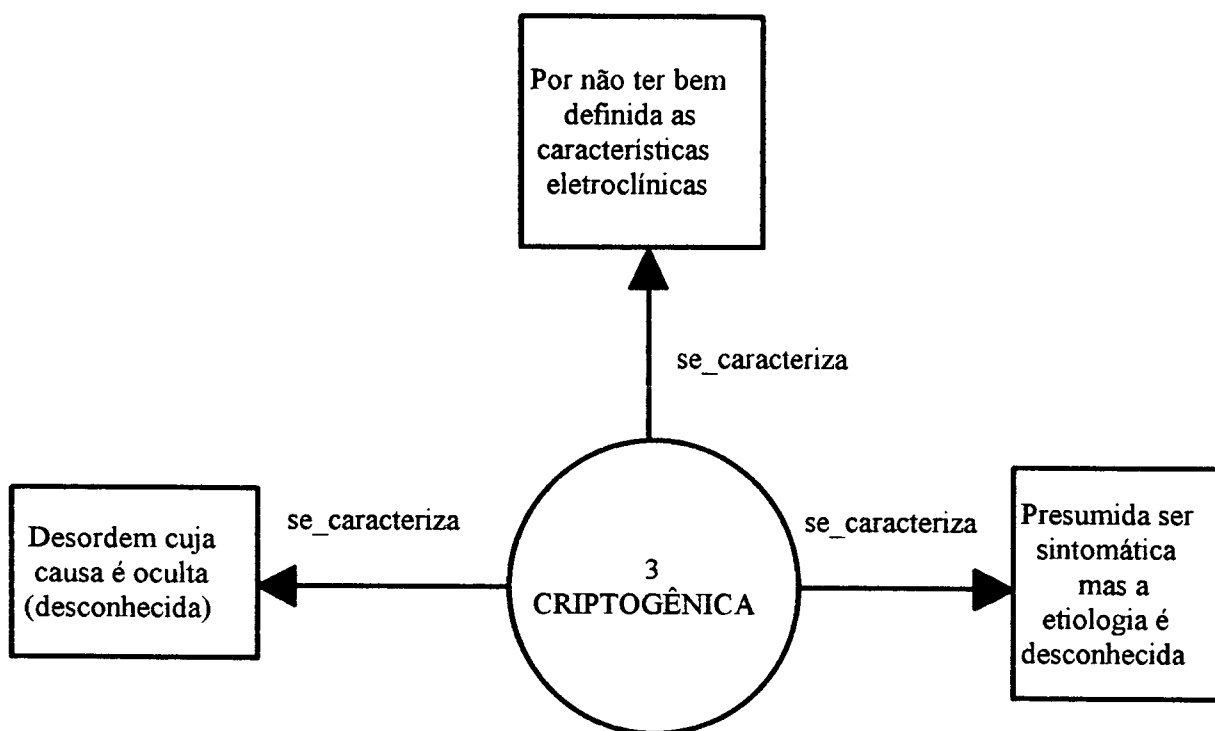 Por não ter bem
definida as
características
eletroclínicas
se_caracteriza
Desordem cuja
causa é oculta
(desconhecida)
se_caracteriza
3
CRIPTOGÊNICA
se_caracteriza
Presumida ser
sintomática
mas a
etiologia é
desconhecida